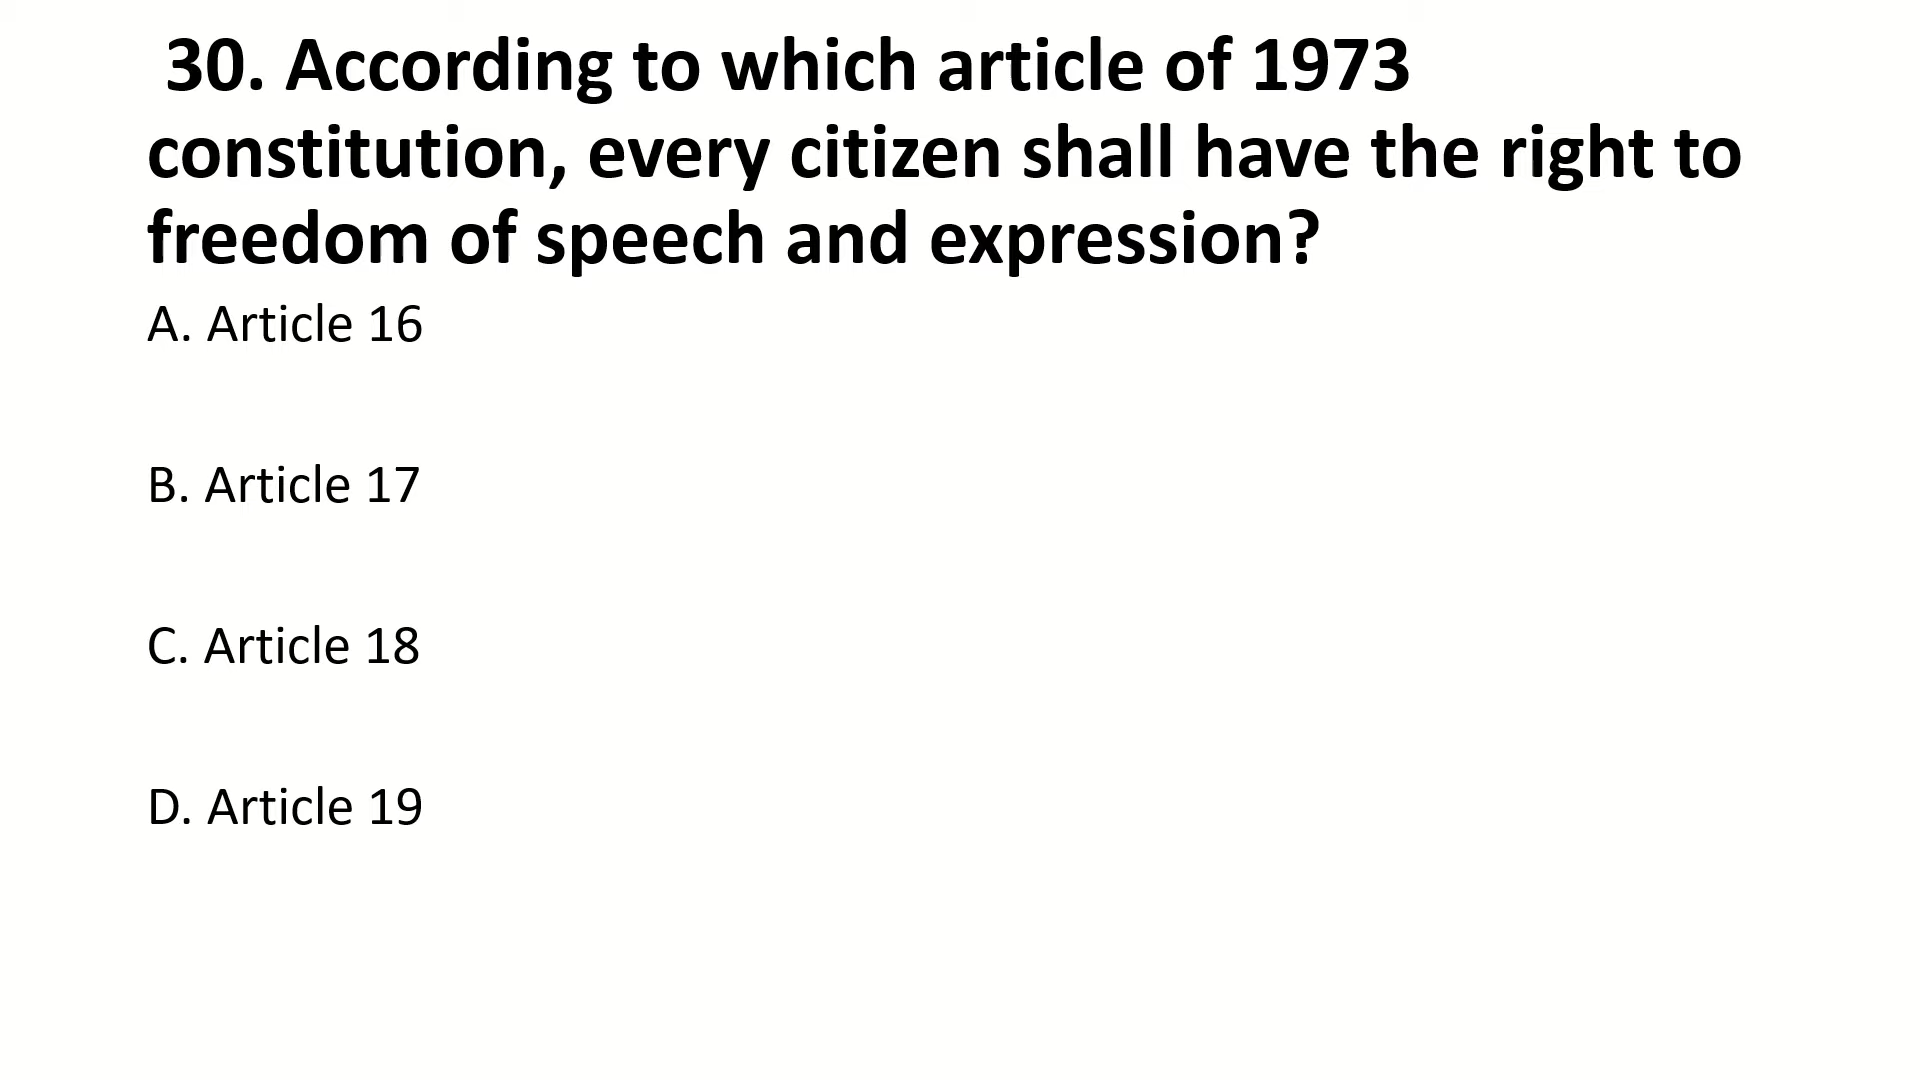 30. According to which article of 1973
constitution, every citizen shall have the right to
freedom of speech and expression?
A. Article 16
B. Article 17
C. Article 18
D. Article 19